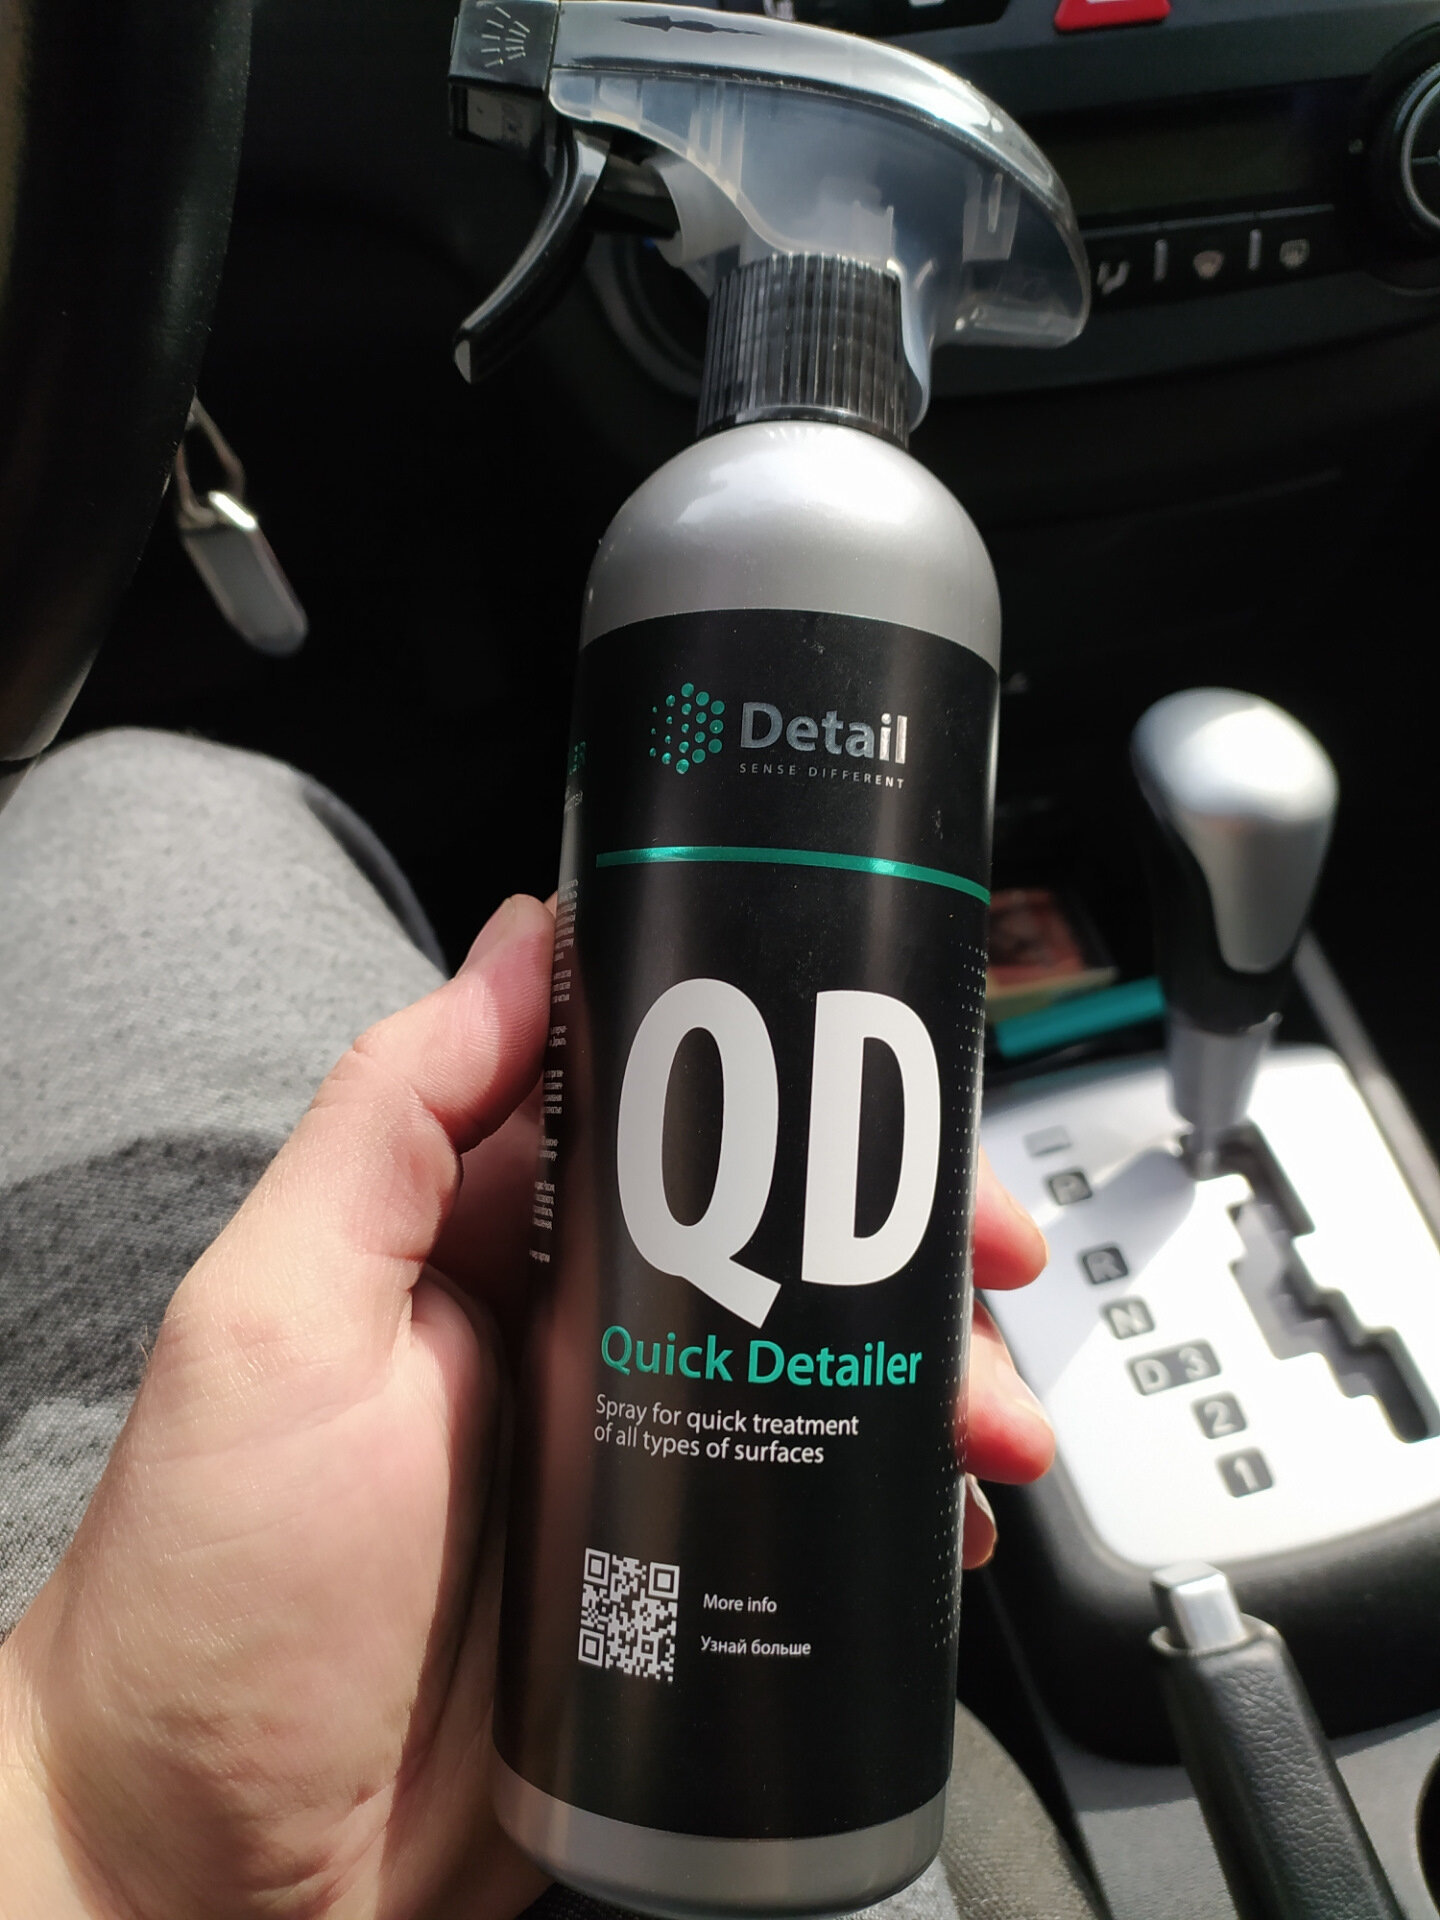 Detail
SENSE DIFFERENT
QD
Quick Detailer
Spray for quick treatment
of all types of surfaces
More info
Узнай больше
P
R
N
D 3
2
1